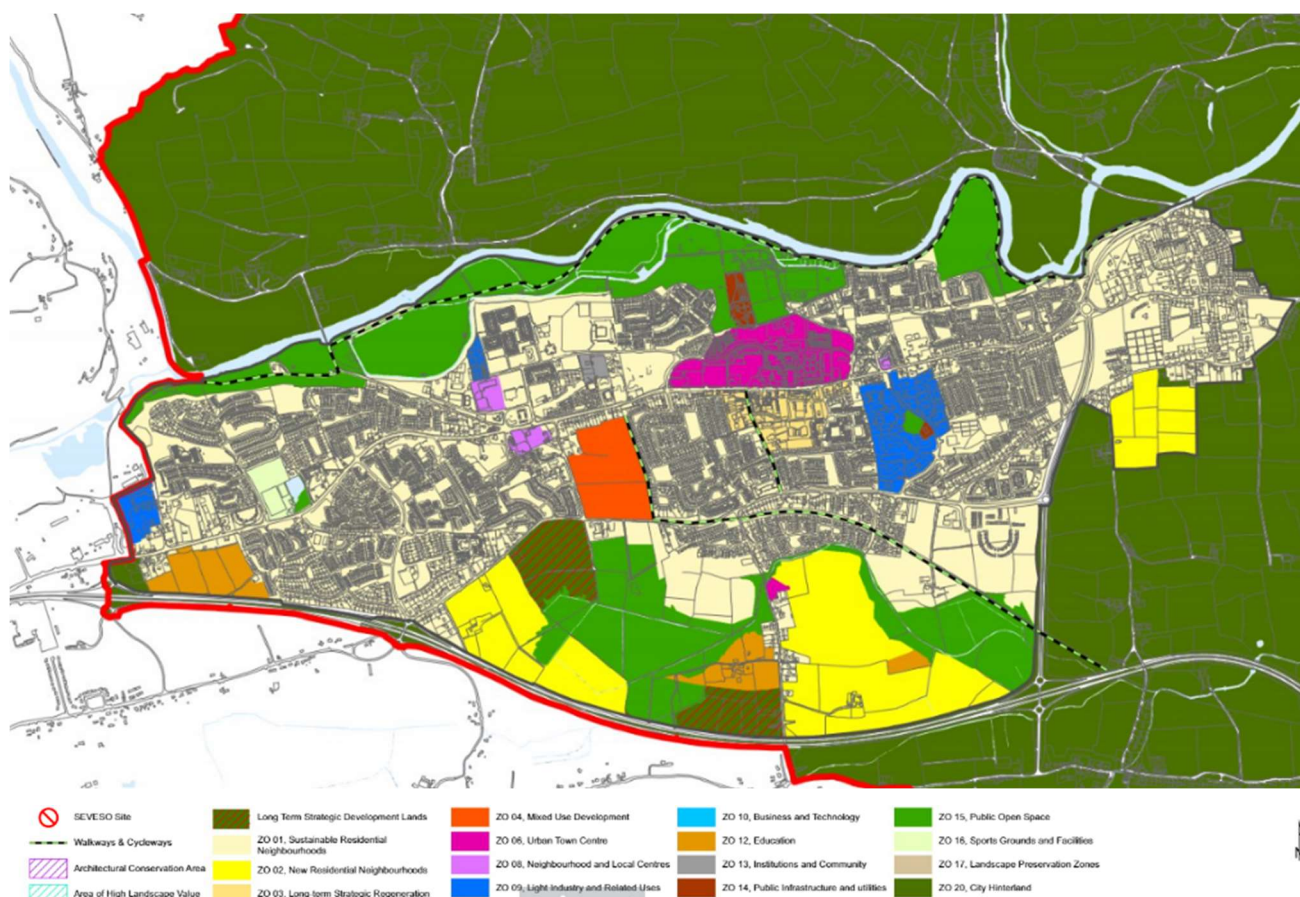 SEVESO Site
Walkways & Cycleways
Architectural Conservation Area
Area of High Landscape Value
Long Term Strategic Development Lands
ZO 01, Sustainable Residential
Neighbourhoods
ZO 02, New Residential Neighbourhoods
ZO 03, Long-term Strategic Regeneration
ZO 04, Mixed Use Development
ZO 06, Urban Town Centre
ZO 08, Neighbourhood and Local Centres
ZO 09, Light Industry and Related Uses
ZO 10, Business and Technology
ZO 12, Education
ZO 13, Institutions and Community
ZO 14, Public Infrastructure and utilities
ZO 15, Public Open Space
ZO 16, Sports Grounds and Facilities
ZO 17, Landscape Preservation Zones
ZO 20, City Hinterland